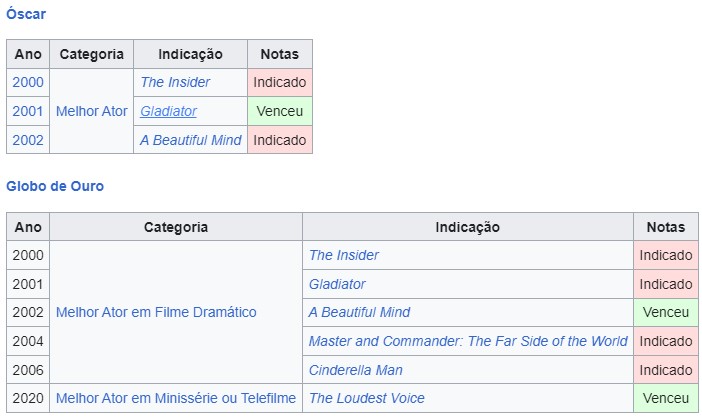 Óscar
Ano Categoria Indicação Notas
2000 The Insider Indicado
2001 Melhor Ator Gladiator Venceu
2002 A Beautiful Mind Indicado
Globo de Ouro
Ano Categoria Indicação Notas
2000 The Insider Indicado
2001 Gladiator Indicado
2002 Melhor Ator em Filme Dramático A Beautiful Mind Venceu
2004 Master and Commander: The Far Side of the World Indicado
2006 Cinderella Man Indicado
2020 Melhor Ator em Minissérie ou Telefilme The Loudest Voice Venceu